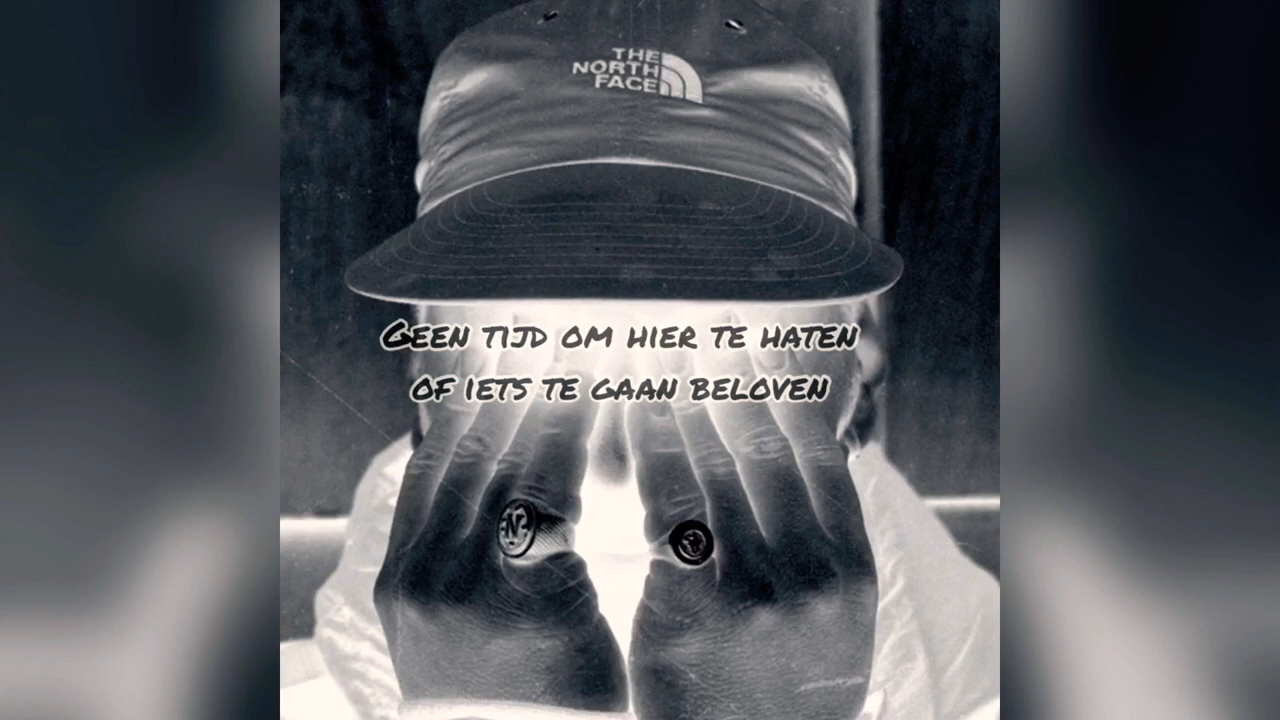 THE
NORTH
FACE
GEEN TIJD OM HIER TE HATEN
OF IETS TE GAAN BELOVEN
N